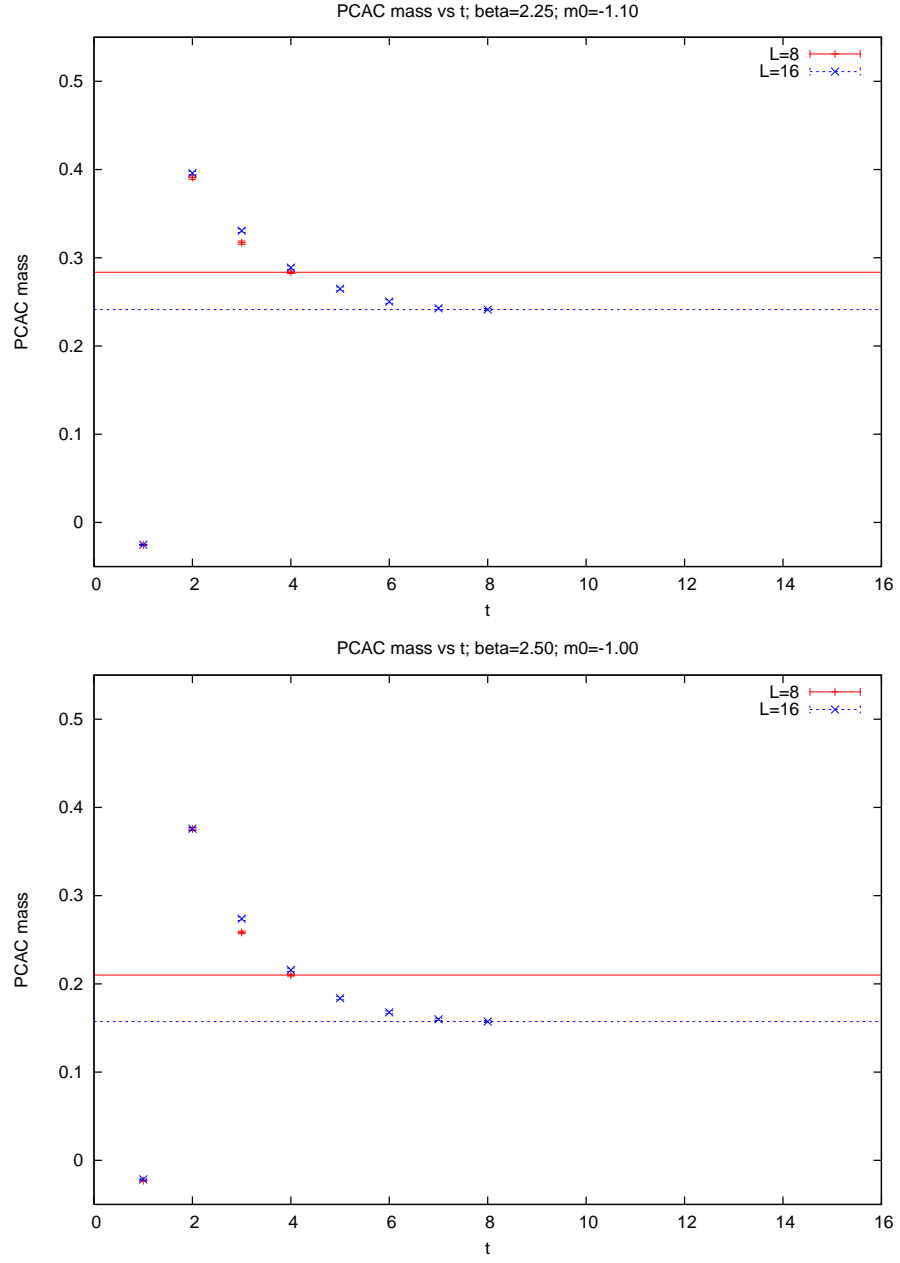 PCAC mass vs t; beta=2.25; m0=-1.10
L=8
L=16
0.5
0.4
0.3
0.2
0.1
0
PCAC mass
0 2 4 6 8 10 12 14 16
t
PCAC mass vs t; beta=2.50; m0=-1.00
L=8
L=16
0.5
0.4
0.3
0.2
0.1
0
PCAC mass
0 2 4 6 8 10 12 14 16
t